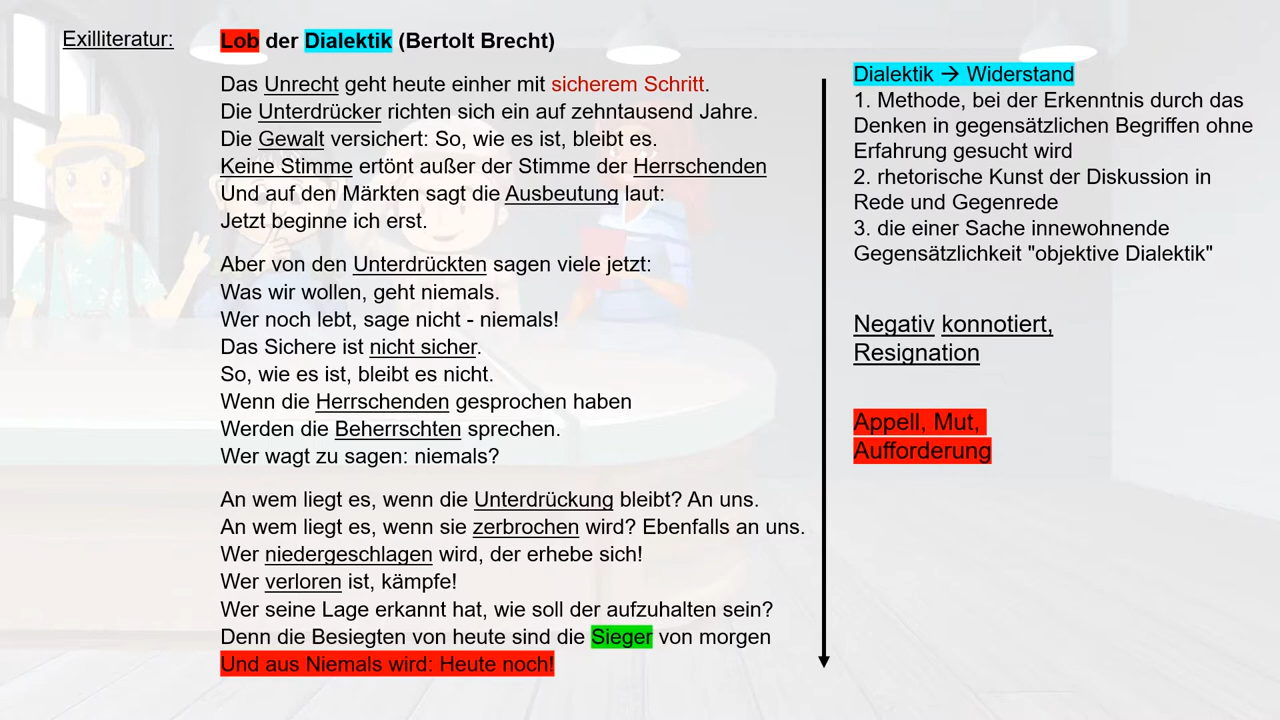 Exilliteratur:
Lob der Dialektik (Bertolt Brecht)
Das Unrecht geht heute einher mit sicherem Schritt.
Die Unterdrücker richten sich ein auf zehntausend Jahre.
Die Gewalt versichert: So, wie es ist, bleibt es.
Keine Stimme ertönt außer der Stimme der Herrschenden
Und auf den Märkten sagt die Ausbeutung laut:
Jetzt beginne ich erst.
Aber von den Unterdrückten sagen viele jetzt:
Was wir wollen, geht niemals.
Wer noch lebt, sage nicht - niemals!
Das Sichere ist nicht sicher.
So, wie es ist, bleibt es nicht.
Wenn die Herrschenden gesprochen haben
Werden die Beherrschten sprechen.
Wer wagt zu sagen: niemals?
An wem liegt es, wenn die Unterdrückung bleibt? An uns.
An wem liegt es, wenn sie zerbrochen wird? Ebenfalls an uns.
Wer niedergeschlagen wird, der erhebe sich!
Wer verloren ist, kämpfe!
Wer seine Lage erkannt hat, wie soll der aufzuhalten sein?
Denn die Besiegten von heute sind die Sieger von morgen
Und aus Niemals wird: Heute noch!
Dialektik → Widerstand
1. Methode, bei der Erkenntnis durch das
Denken in gegensätzlichen Begriffen ohne
Erfahrung gesucht wird
2. rhetorische Kunst der Diskussion in
Rede und Gegenrede
3. die einer Sache innewohnende
Gegensätzlichkeit "objektive Dialektik"
Negativ konnotiert,
Resignation
Appell, Mut,
Aufforderung